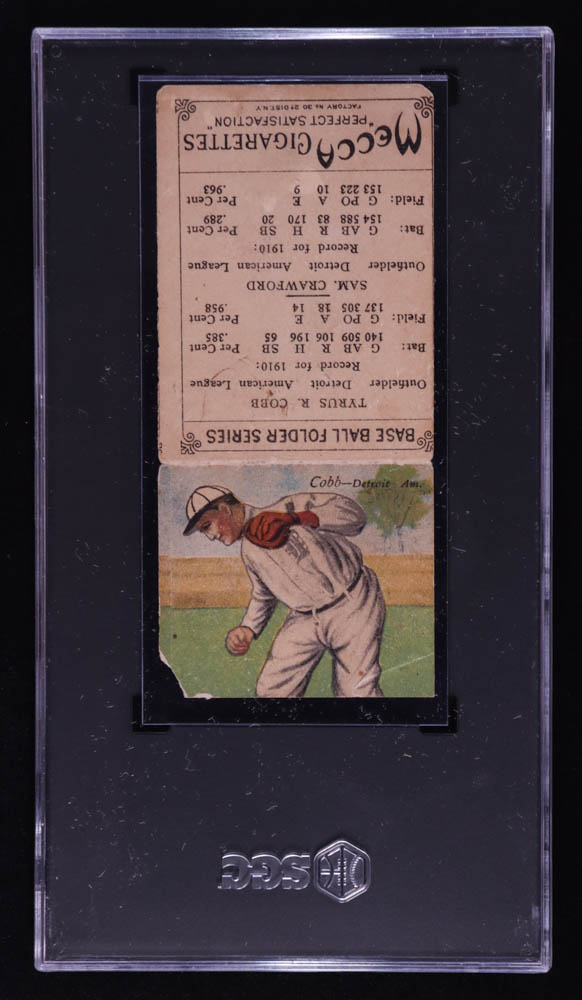 BASE BALL FOLDER SERIES
TYRUS R. COBB
Outfielder Detroit American League
Record for 1910:
Bat: G AB R H SB Per Cent
140 509 106 196 65 .385
Field: G PO A E Per Cent
137 305 18 14 .958
SAM. CRAWFORD
Outfielder Detroit American League
Record for 1910:
Bat: G AB R H SB Per Cent
154 588 83 170 20 .289
Field: G PO A E Per Cent
153 223 10 9 .963
MECCA CIGARETTES
"PERFECT SATISFACTION"
FACTORY No 30 2d DIST. N.Y.
Cobb—Detroit Am.
SGC